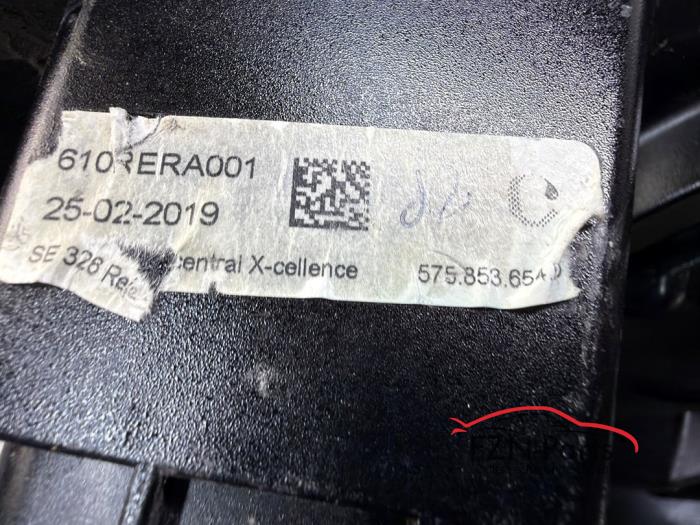 610RERA001
25-02-2019
SE 326 central X-cellence 575.853.654